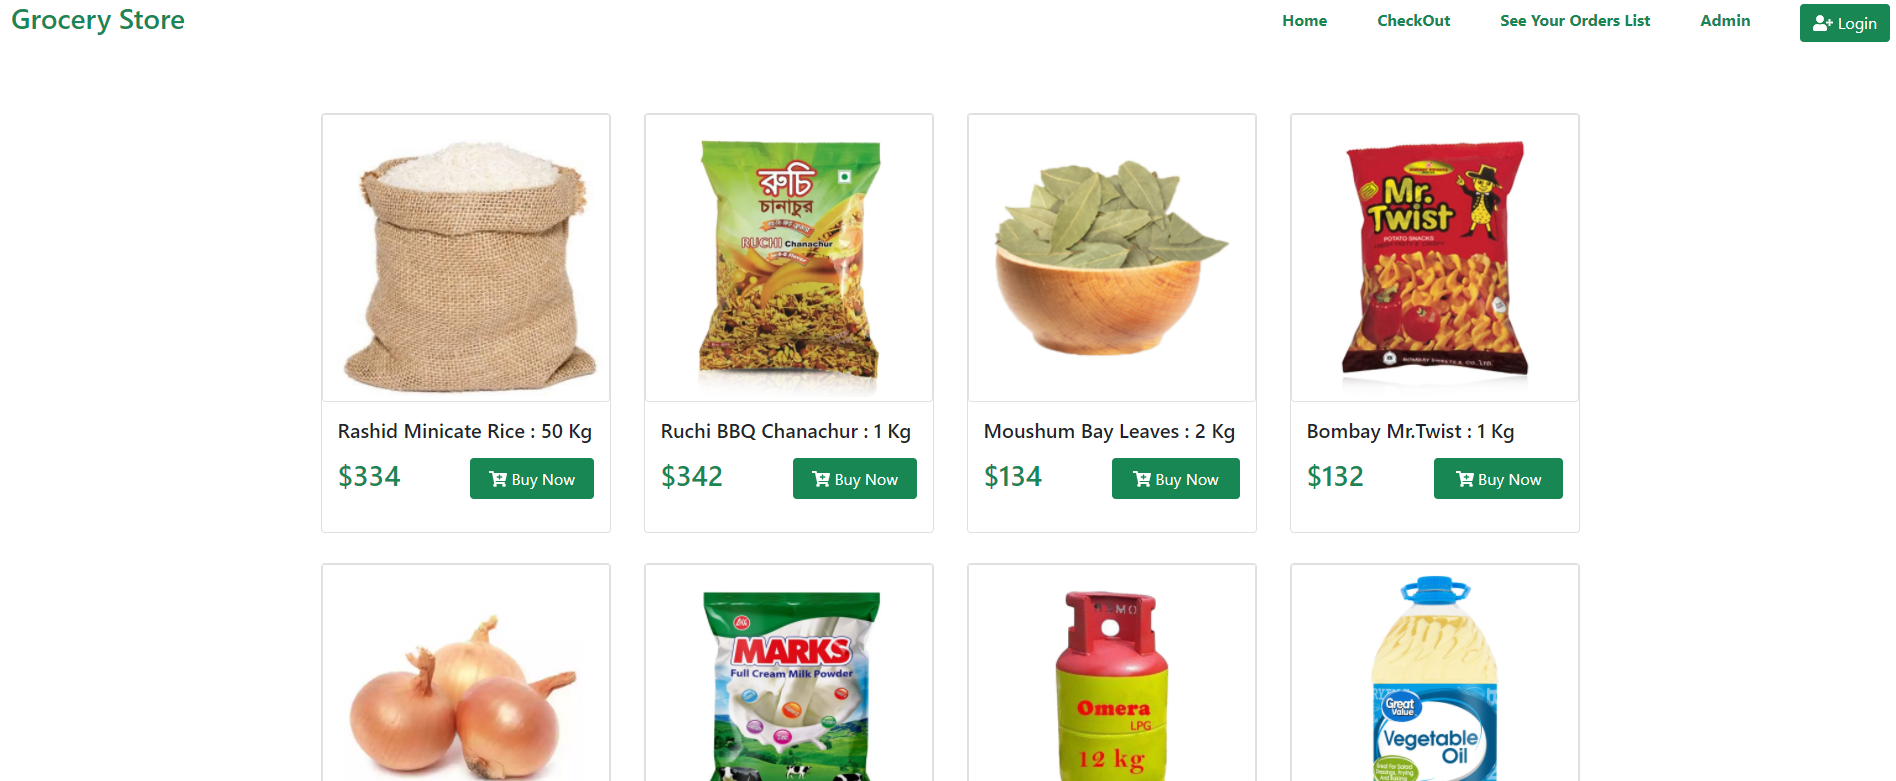 Grocery Store
Home CheckOut See Your Orders List Admin Login
রুচি
চানাচুর
RUCHI Chanachur
Mr.
Twist
POTATO SNACKS
Rashid Minicate Rice : 50 Kg
Ruchi BBQ Chanachur : 1 Kg
Moushum Bay Leaves : 2 Kg
Bombay Mr.Twist : 1 Kg
$334 Buy Now
$342 Buy Now
$134 Buy Now
$132 Buy Now
MARKS
Full Cream Milk Powder
Omera
LPG
12 kg
Great
Value
Vegetable
Oil